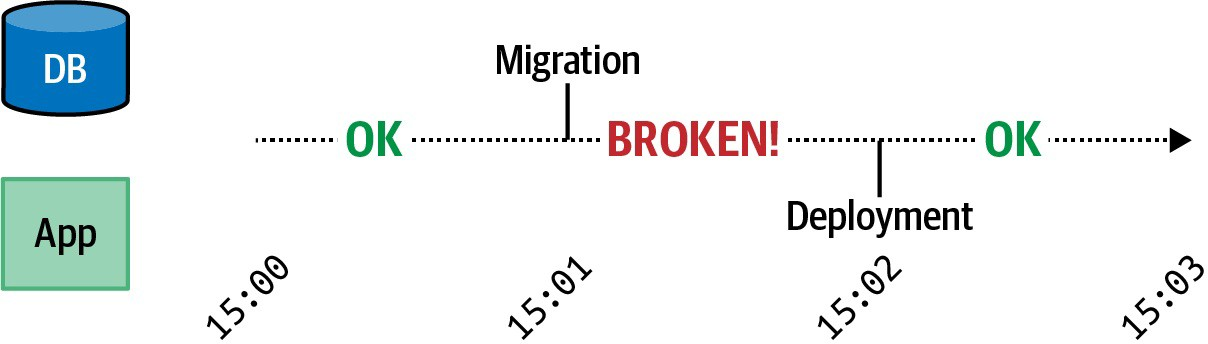 DB
Migration
OK
BROKEN!
OK
Deployment
App
15:00
15:01
15:02
15:03